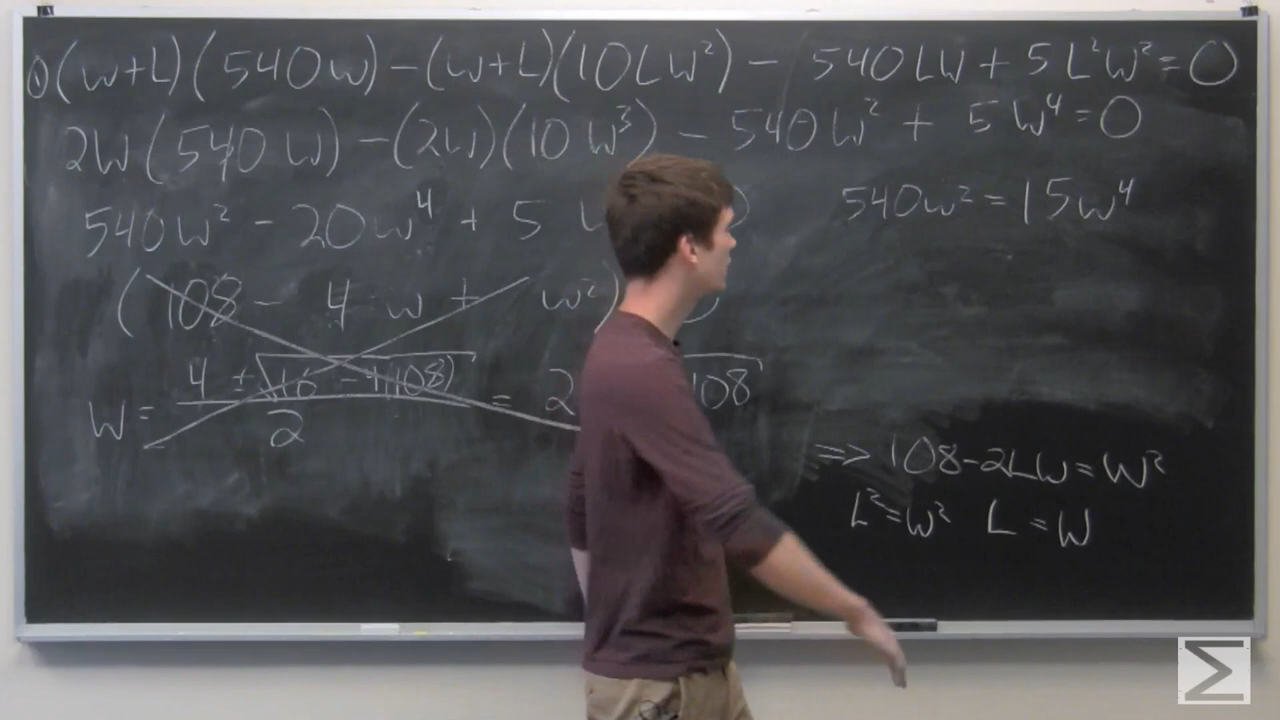 ① (W+L)(540W) - (W+L)(10LW²) - 540LW + 5L²W² = 0
2W(540W) - (2W)(10W³) - 540W² + 5W⁴ = 0
540W² - 20W⁴ + 5
540W² = 15W⁴
(108 - 4 W + W²)
W = 4 ± √(16 - 4(108)) / 2 = 2 108
=> 108 - 2LW = W²
L² = W² L = W
Σ